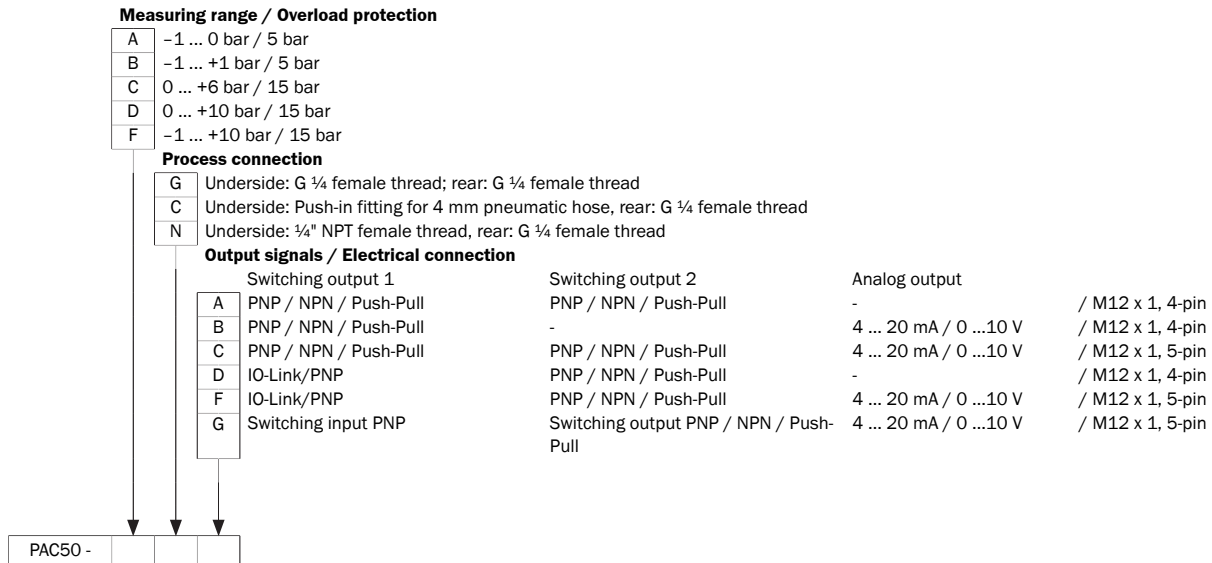 Measuring range / Overload protection
A –1 ... 0 bar / 5 bar
B –1 ... +1 bar / 5 bar
C 0 ... +6 bar / 15 bar
D 0 ... +10 bar / 15 bar
F –1 ... +10 bar / 15 bar
Process connection
G Underside: G ¼ female thread; rear: G ¼ female thread
C Underside: Push-in fitting for 4 mm pneumatic hose, rear: G ¼ female thread
N Underside: ¼" NPT female thread, rear: G ¼ female thread
Output signals / Electrical connection
Switching output 1 Switching output 2 Analog output
A PNP / NPN / Push-Pull PNP / NPN / Push-Pull - / M12 x 1, 4-pin
B PNP / NPN / Push-Pull - 4 ... 20 mA / 0 ...10 V / M12 x 1, 4-pin
C PNP / NPN / Push-Pull PNP / NPN / Push-Pull 4 ... 20 mA / 0 ...10 V / M12 x 1, 5-pin
D IO-Link/PNP PNP / NPN / Push-Pull - / M12 x 1, 4-pin
F IO-Link/PNP PNP / NPN / Push-Pull 4 ... 20 mA / 0 ...10 V / M12 x 1, 5-pin
G Switching input PNP Switching output PNP / NPN / Push- 4 ... 20 mA / 0 ...10 V / M12 x 1, 5-pin
Pull
PAC50 -